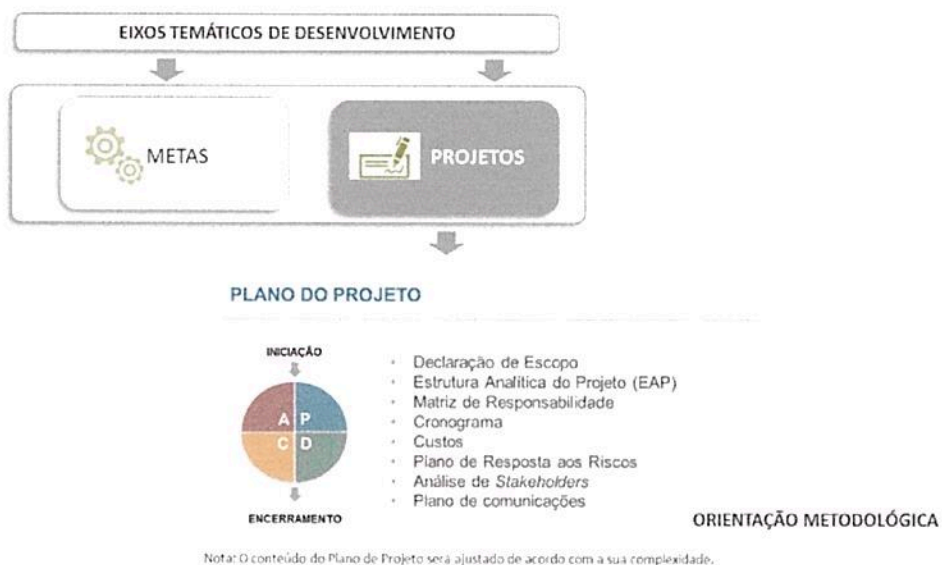 EIXOS TEMÁTICOS DE DESENVOLVIMENTO
METAS
PROJETOS
PLANO DO PROJETO
INICIAÇÃO
A P
C D
ENCERRAMENTO
· Declaração de Escopo
· Estrutura Analítica do Projeto (EAP)
· Matriz de Responsabilidade
· Cronograma
· Custos
· Plano de Resposta aos Riscos
· Análise de Stakeholders
· Plano de comunicações
ORIENTAÇÃO METODOLÓGICA
Nota: O conteúdo do Plano de Projeto será ajustado de acordo com a sua complexidade.